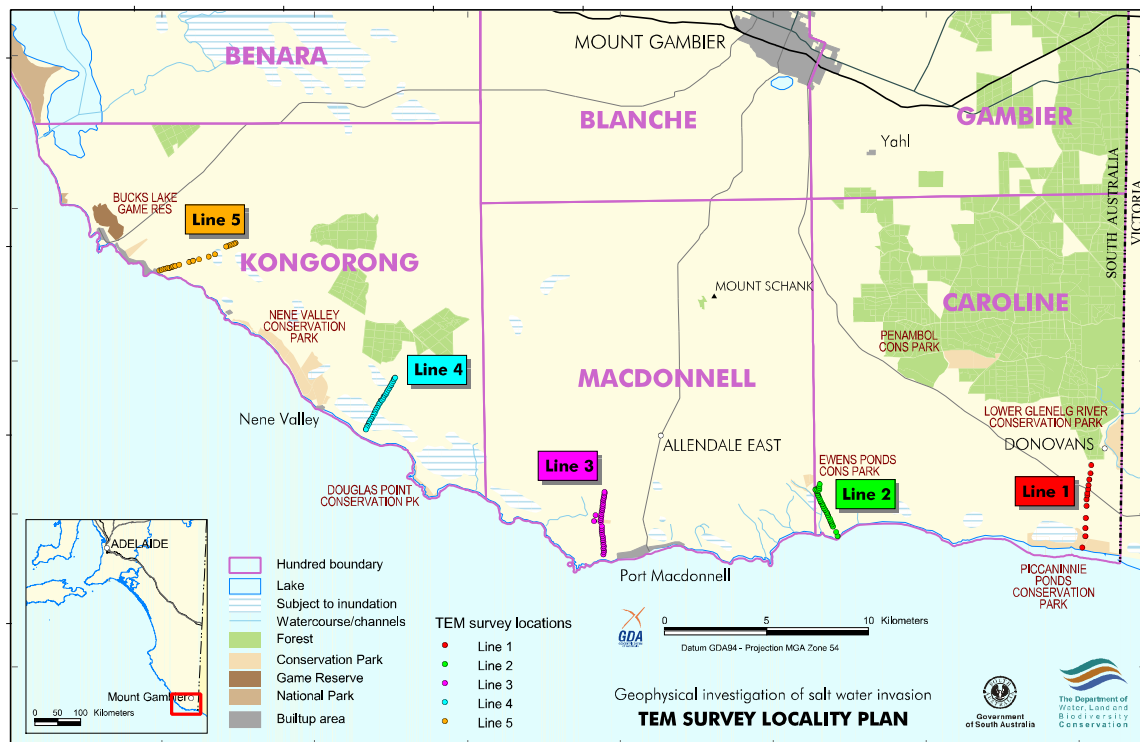 MOUNT GAMBIER
BENARA
BLANCHE
GAMBIER
Yahl
SOUTH AUSTRALIA
VICTORIA
BUCKS LAKE
GAME RES
Line 5
KONGORONG
MOUNT SCHANK
CAROLINE
NENE VALLEY
CONSERVATION
PARK
PENAMBOL
CONS PARK
Line 4
MACDONNELL
Nene Valley
LOWER GLENELG RIVER
CONSERVATION PARK
DONOVANS
ALLENDALE EAST
Line 3
EWENS PONDS
CONS PARK
Line 2
Line 1
DOUGLAS POINT
CONSERVATION PK
Port Macdonnell
PICCANINNIE
PONDS
CONSERVATION
PARK
ADELAIDE
Mount Gambier
0 50 100 Kilometers
Hundred boundary
Lake
Subject to inundation
Watercourse/channels
Forest
Conservation Park
Game Reserve
National Park
Builtup area
TEM survey locations
Line 1
Line 2
Line 3
Line 4
Line 5
GDA
0 5 10 Kilometers
Datum GDA94 - Projection MGA Zone 54
Geophysical investigation of salt water invasion
TEM SURVEY LOCALITY PLAN
Government
of South Australia
The Department of
Water, Land and
Biodiversity
Conservation